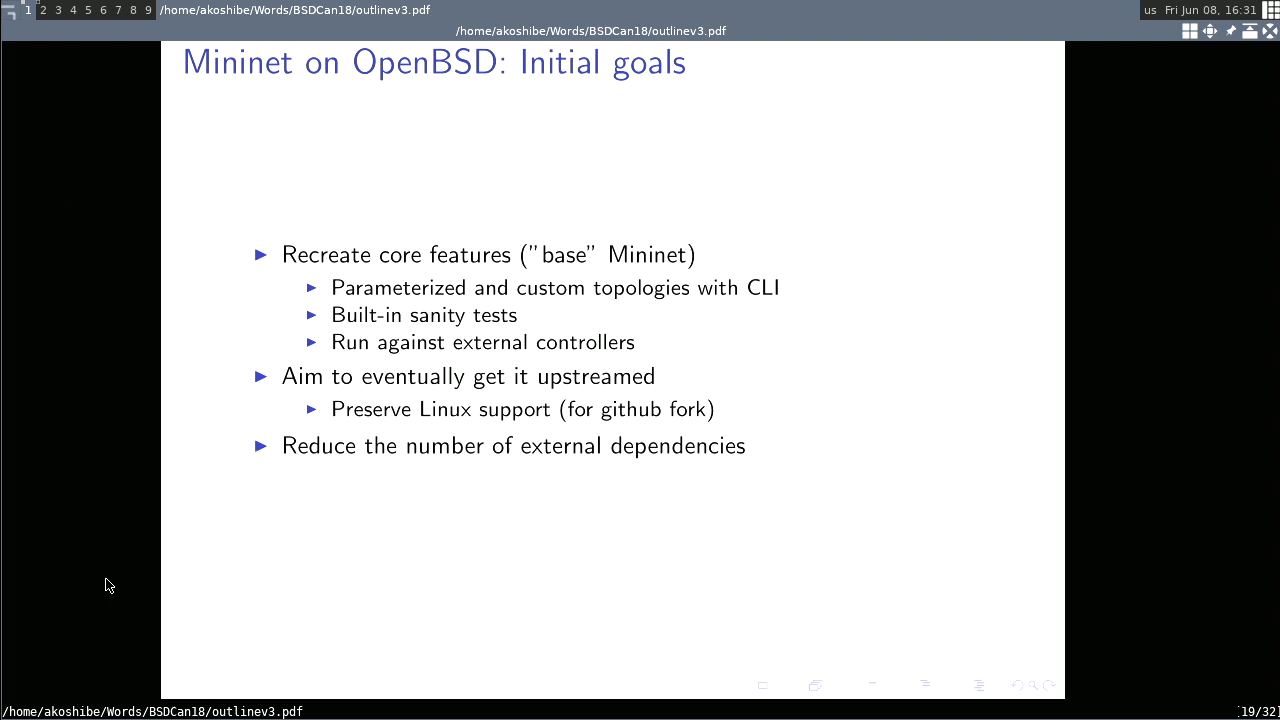 1 2 3 4 5 6 7 8 9 /home/akoshibe/Words/BSDCan18/outlinev3.pdf us Fri Jun 08, 16:31
/home/akoshibe/Words/BSDCan18/outlinev3.pdf
Mininet on OpenBSD: Initial goals
Recreate core features (”base” Mininet)
Parameterized and custom topologies with CLI
Built-in sanity tests
Run against external controllers
Aim to eventually get it upstreamed
Preserve Linux support (for github fork)
Reduce the number of external dependencies
/home/akoshibe/Words/BSDCan18/outlinev3.pdf [19/32]